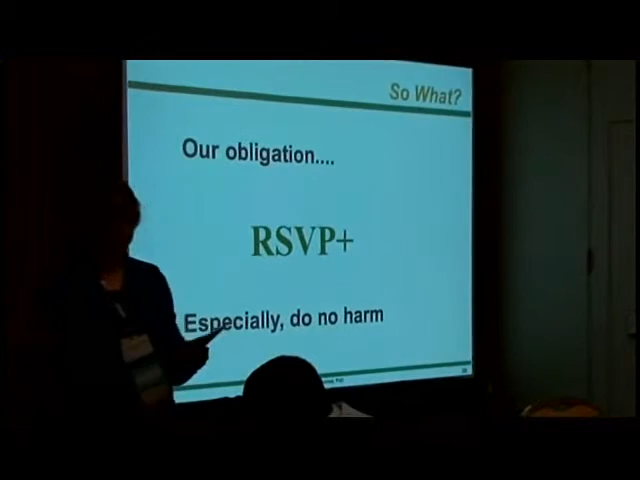 So What?
Our obligation....
RSVP+
Especially, do no harm